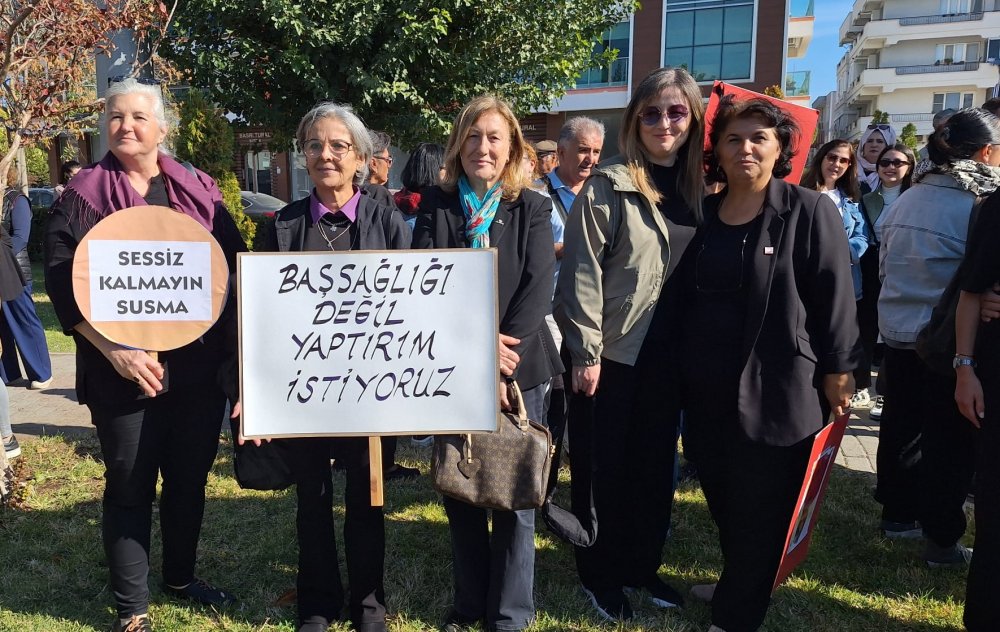 SESSİZ
KALMAYIN
SUSMA
BAŞSAĞLIĞI
DEĞİL
YAPTIRIM
İSTİYORUZ